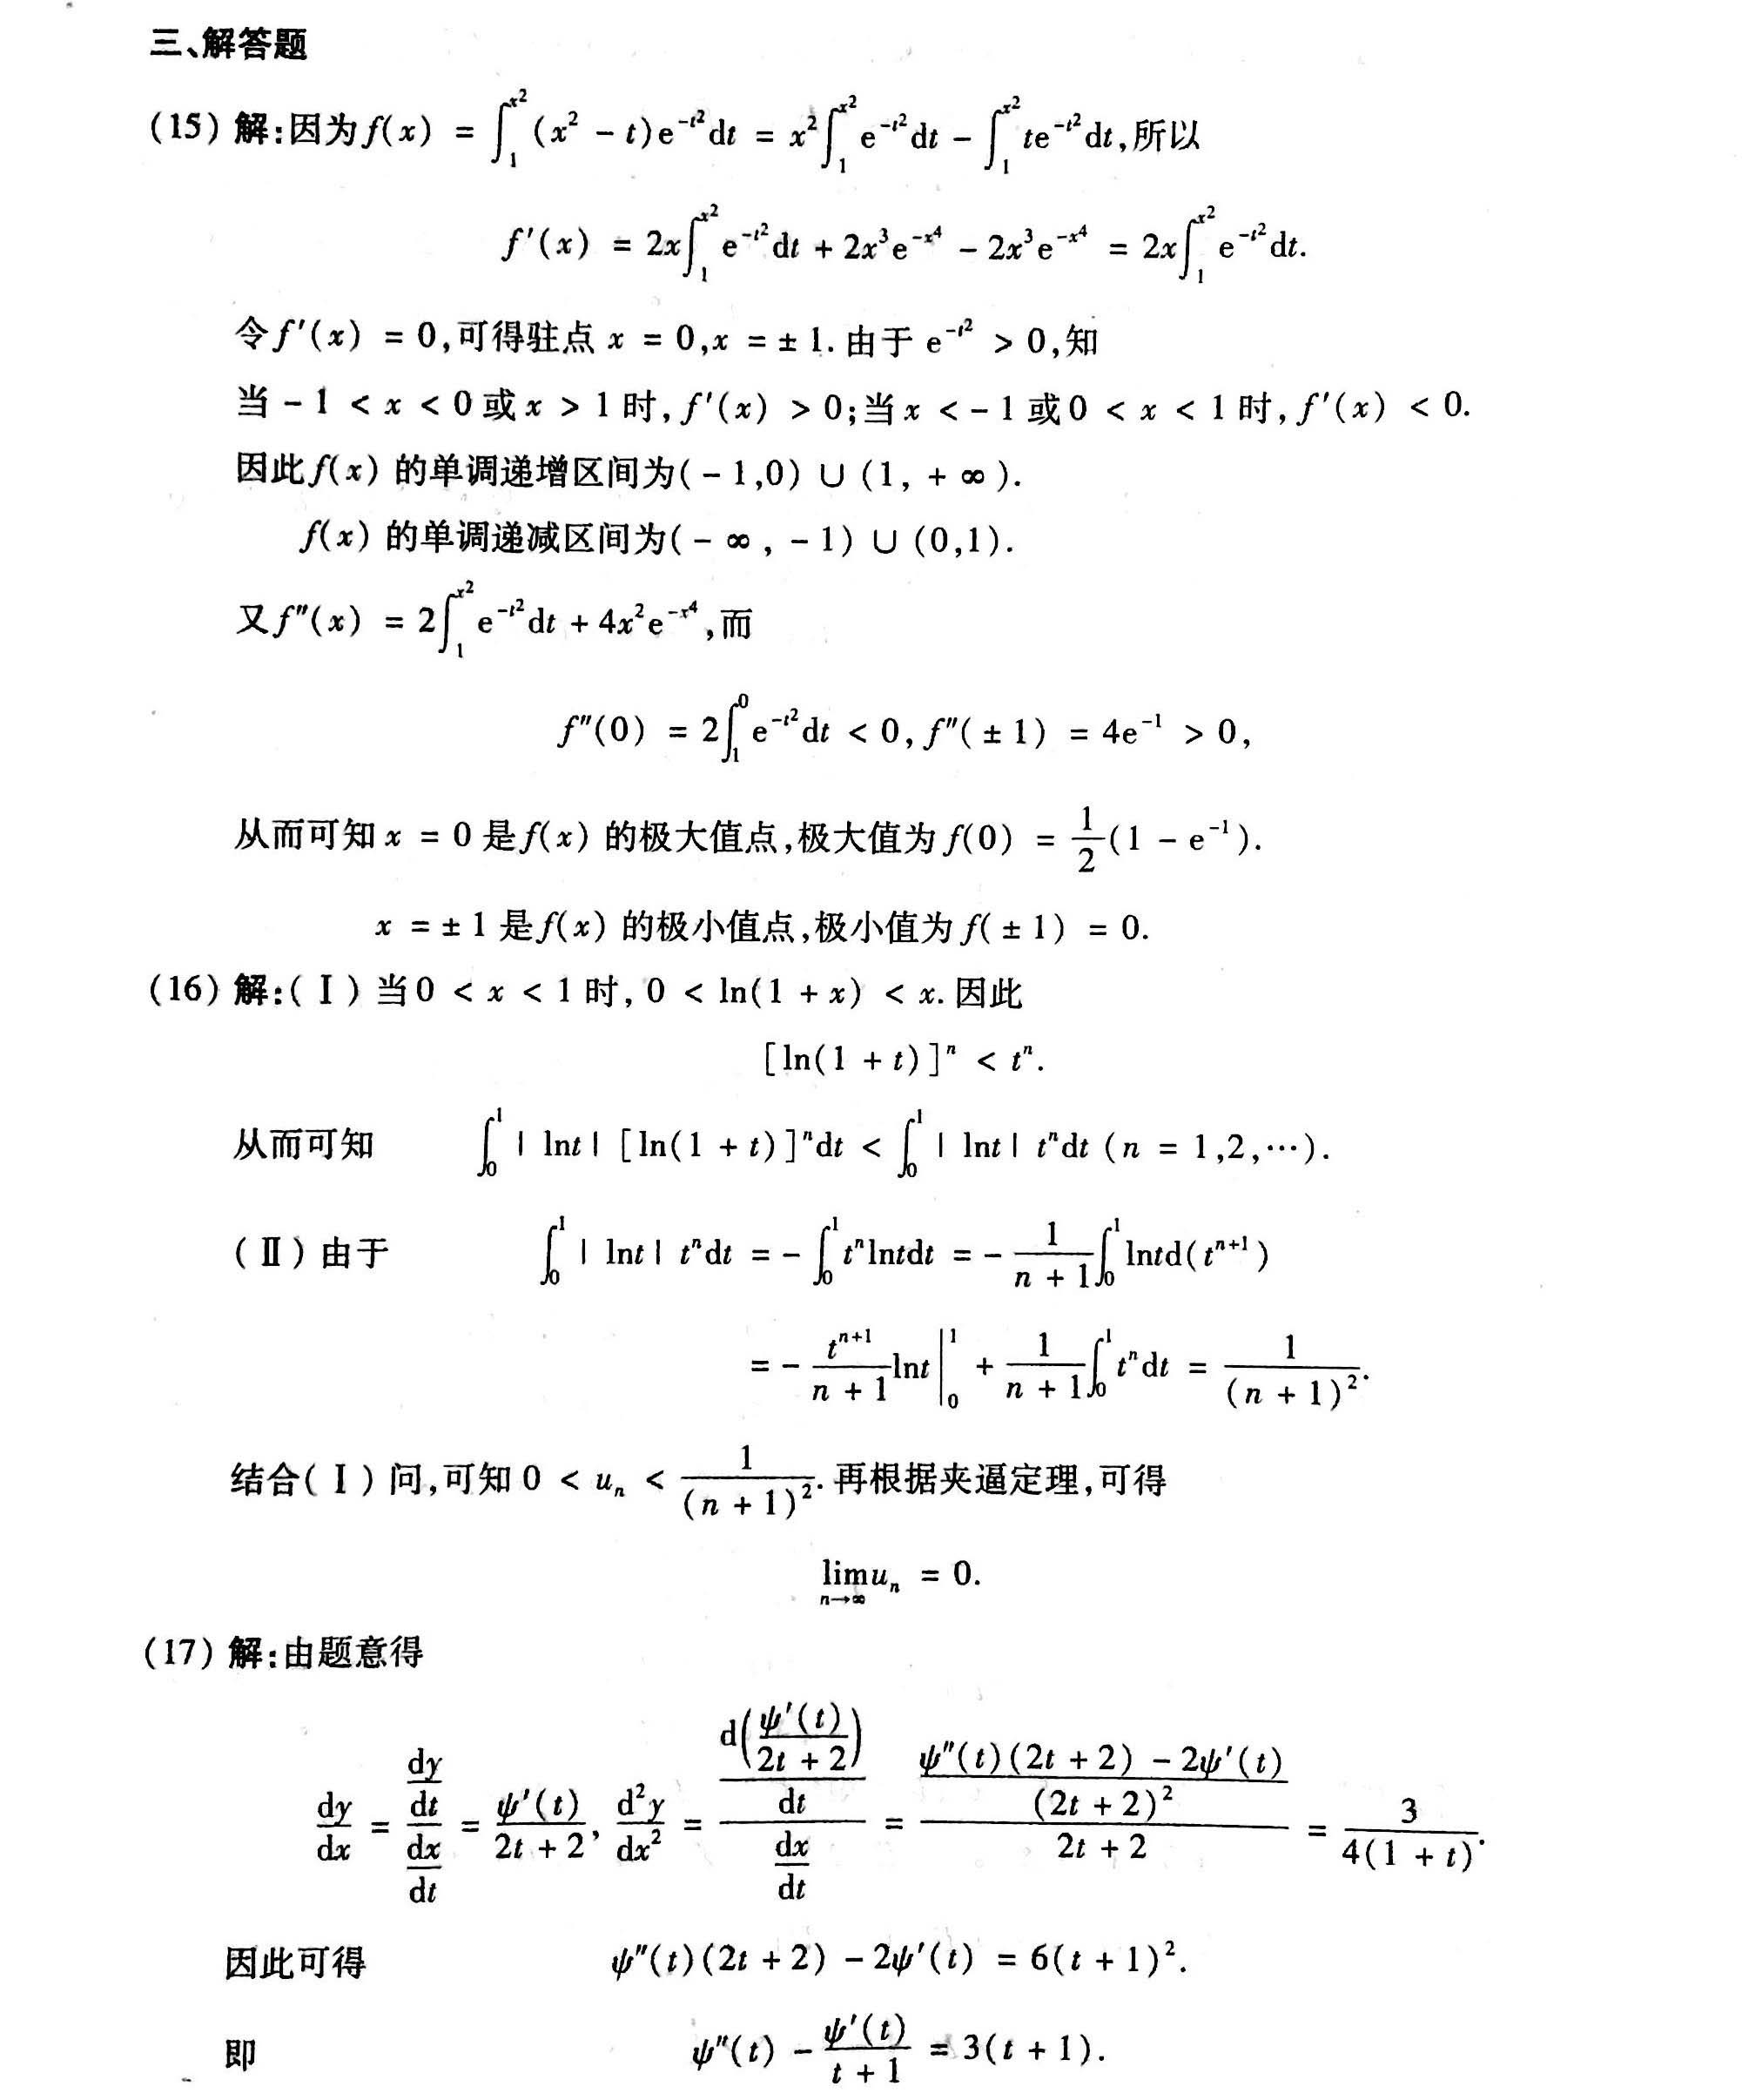 三、解答题
(15) 解:因为 $f(x) = \int_1^{x^2} (x^2 - t)e^{-t^2}dt = x^2\int_1^{x^2} e^{-t^2}dt - \int_1^{x^2} te^{-t^2}dt$,所以
$f'(x) = 2x\int_1^{x^2} e^{-t^2}dt + 2x^3e^{-x^4} - 2x^3e^{-x^4} = 2x\int_1^{x^2} e^{-t^2}dt.$
令 $f'(x) = 0$,可得驻点 $x = 0,x = \pm 1$. 由于 $e^{-t^2} > 0$,知
当 $-1 < x < 0$ 或 $x > 1$ 时, $f'(x) > 0$;当 $x < -1$ 或 $0 < x < 1$ 时, $f'(x) < 0$.
因此 $f(x)$ 的单调递增区间为$(-1,0) \cup (1, +\infty)$.
$f(x)$ 的单调递减区间为$(-\infty, -1) \cup (0,1)$.
又 $f''(x) = 2\int_1^{x^2} e^{-t^2}dt + 4x^2e^{-x^4}$,而
$f''(0) = 2\int_1^0 e^{-t^2}dt < 0, f''(\pm 1) = 4e^{-1} > 0,$
从而可知 $x = 0$ 是 $f(x)$ 的极大值点,极大值为 $f(0) = \frac{1}{2}(1 - e^{-1})$.
$x = \pm 1$ 是 $f(x)$ 的极小值点,极小值为 $f(\pm 1) = 0$.
(16) 解:(Ⅰ) 当 $0 < x < 1$ 时, $0 < \ln(1 + x) < x$. 因此
$[\ln(1 + t)]^n < t^n.$
从而可知 $\int_0^1 |\ln t| [\ln(1 + t)]^n dt < \int_0^1 |\ln t| t^n dt (n = 1,2,\cdots).$
(Ⅱ) 由于 $\int_0^1 |\ln t| t^n dt = -\int_0^1 t^n \ln t dt = -\frac{1}{n + 1}\int_0^1 \ln t d(t^{n+1})$
$= -\frac{t^{n+1}}{n + 1}\ln t \Big|_0^1 + \frac{1}{n + 1}\int_0^1 t^n dt = \frac{1}{(n + 1)^2}.$
结合(Ⅰ) 问,可知 $0 < u_n < \frac{1}{(n + 1)^2}$. 再根据夹逼定理,可得
$\lim_{n \to \infty} u_n = 0.$
(17) 解:由题意得
$\frac{dy}{dx} = \frac{\frac{dy}{dt}}{\frac{dx}{dt}} = \frac{\psi'(t)}{2t + 2}, \frac{d^2y}{dx^2} = \frac{\frac{d\left(\frac{\psi'(t)}{2t + 2}\right)}{dt}}{\frac{dx}{dt}} = \frac{\frac{\psi''(t)(2t + 2) - 2\psi'(t)}{(2t + 2)^2}}{2t + 2} = \frac{3}{4(1 + t)}.$
因此可得 $\psi''(t)(2t + 2) - 2\psi'(t) = 6(t + 1)^2.$
即 $\psi''(t) - \frac{\psi'(t)}{t + 1} = 3(t + 1).$